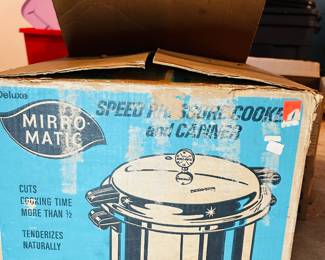 Deluxe
MIRRO-
MATIC
SPEED PRESSURE COOKER
and CANNER
CUTS
COOKING TIME
MORE THAN ½
TENDERIZES
NATURALLY